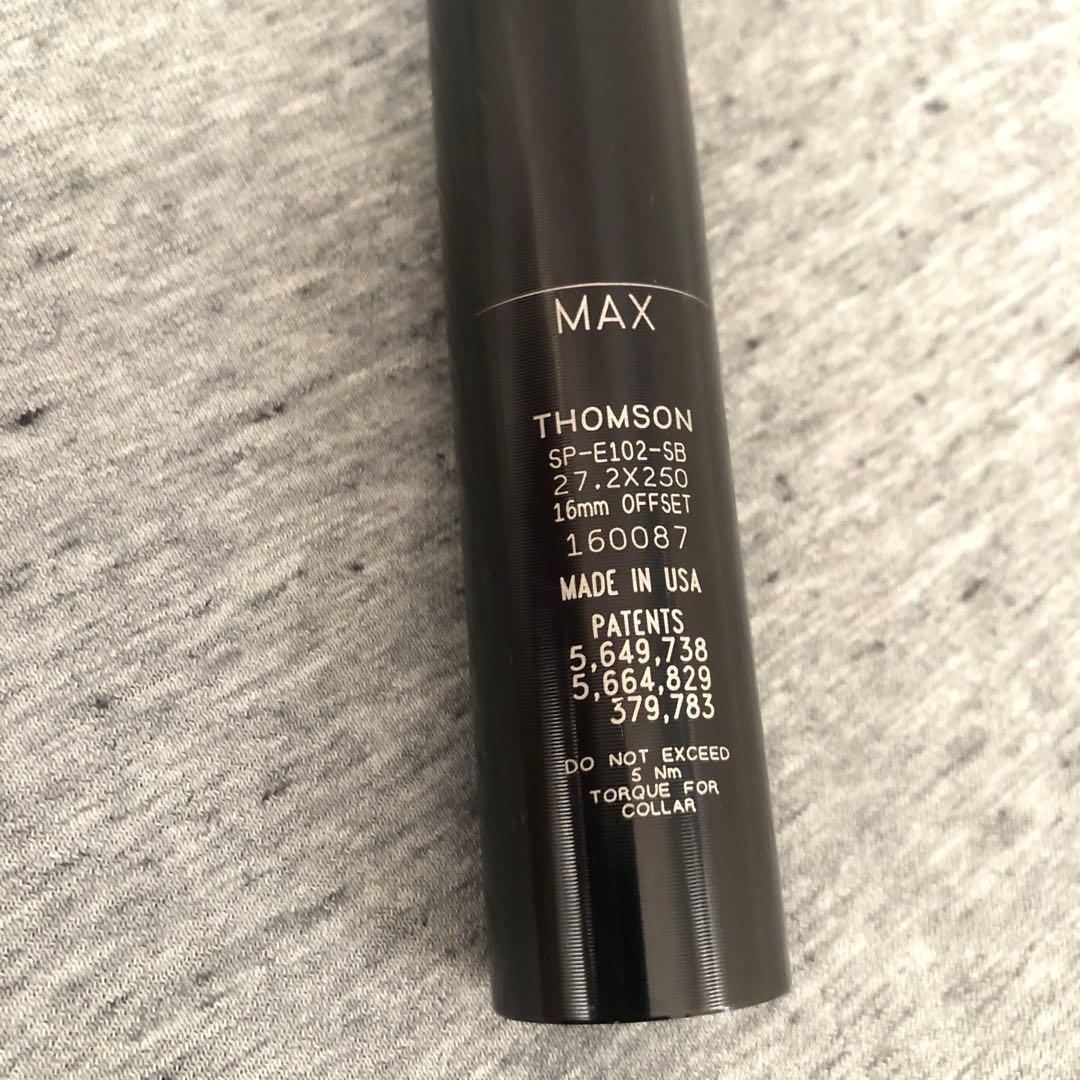 MAX
THOMSON
SP-E102-SB
27.2X250
16mm OFFSET
160087
MADE IN USA
PATENTS
5,649,738
5,664,829
379,783
DO NOT EXCEED
5 Nm
TORQUE FOR
COLLAR